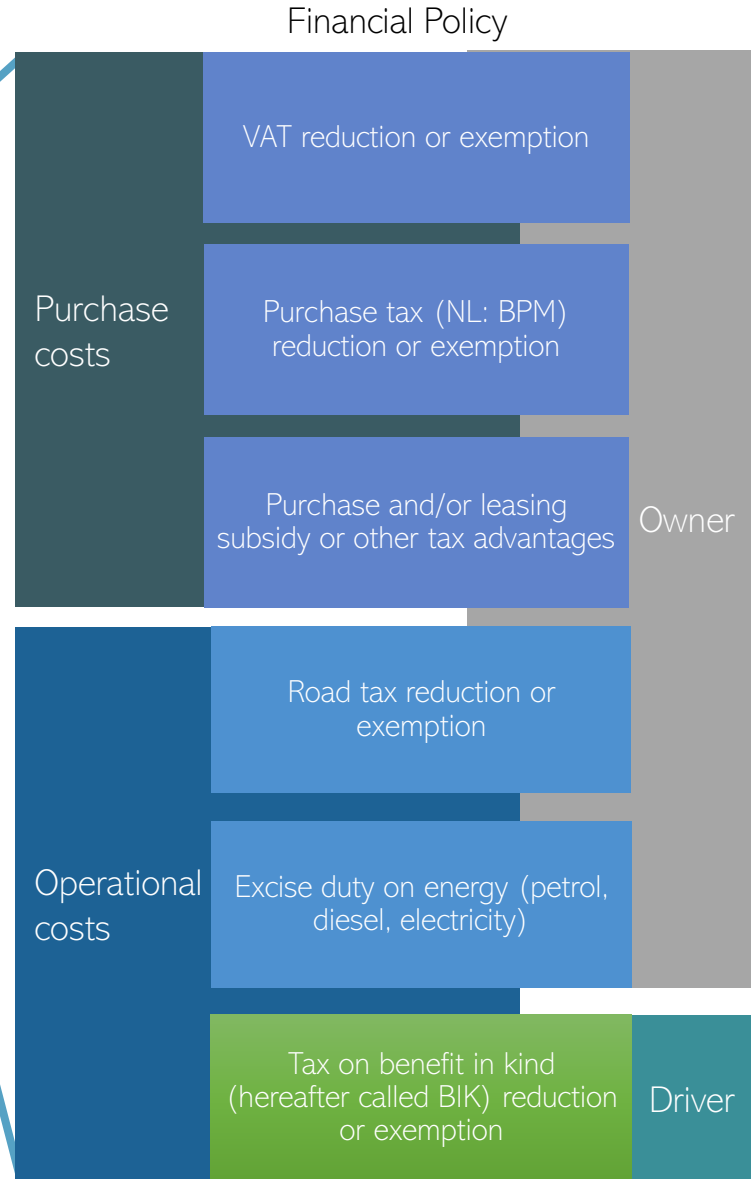 Financial Policy
VAT reduction or exemption
Purchase
costs
Purchase tax (NL: BPM)
reduction or exemption
Purchase and/or leasing
subsidy or other tax advantages
Owner
Road tax reduction or
exemption
Operational
costs
Excise duty on energy (petrol,
diesel, electricity)
Tax on benefit in kind
(hereafter called BIK) reduction
or exemption
Driver